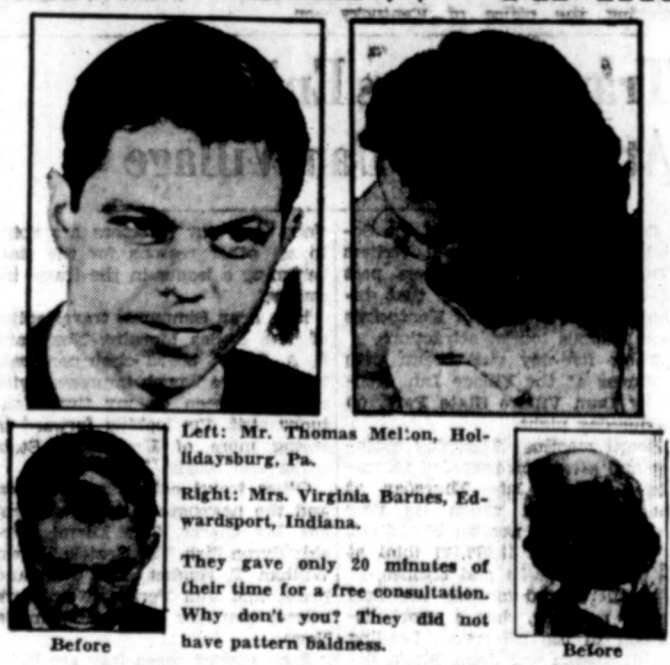 Left: Mr. Thomas Mellon, Hol-
lidaysburg, Pa.
Right: Mrs. Virginia Barnes, Ed-
wardsport, Indiana.
They gave only 20 minutes of
their time for a free consultation.
Why don't you? They did not
have pattern baldness.
Before
Before